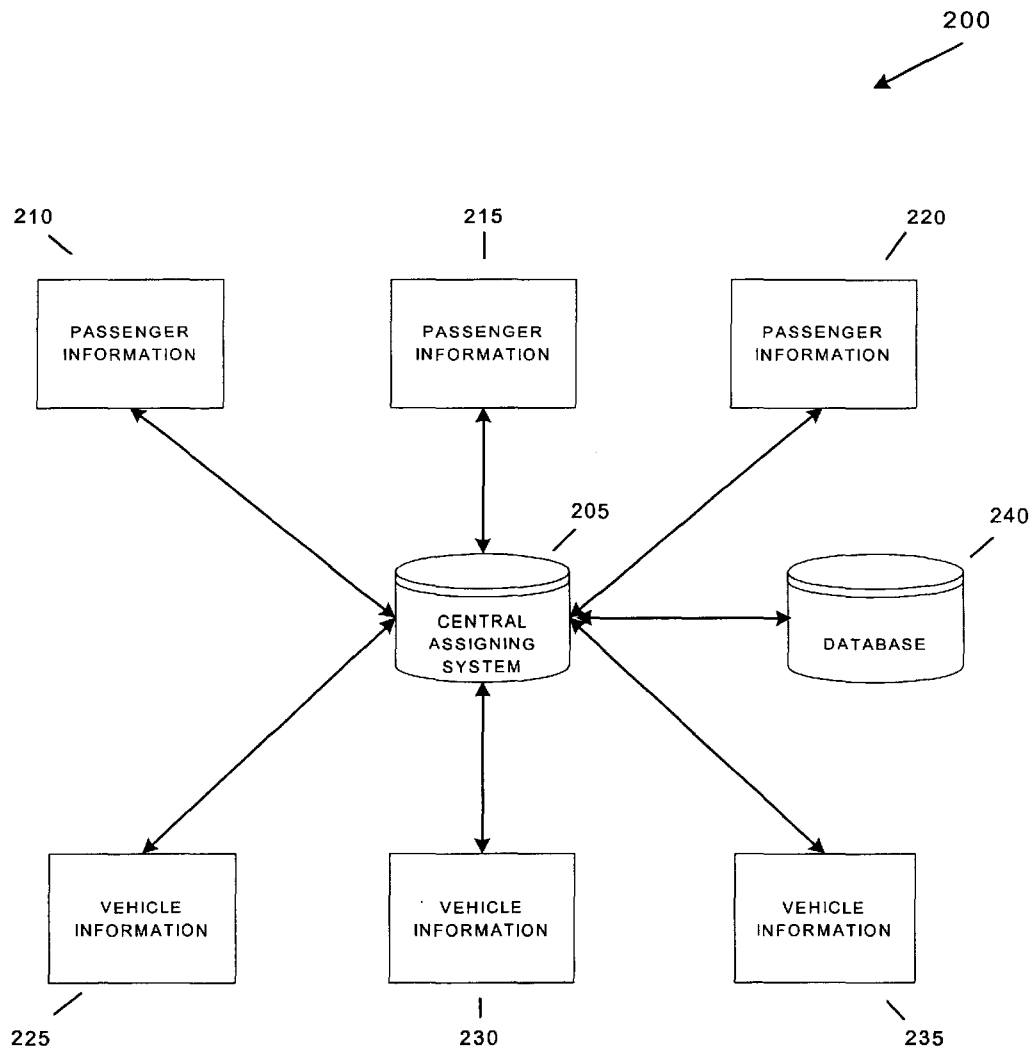 200
210
215
220
PASSENGER
INFORMATION
PASSENGER
INFORMATION
PASSENGER
INFORMATION
205
240
CENTRAL
ASSIGNING
SYSTEM
DATABASE
VEHICLE
INFORMATION
VEHICLE
INFORMATION
VEHICLE
INFORMATION
225
230
235